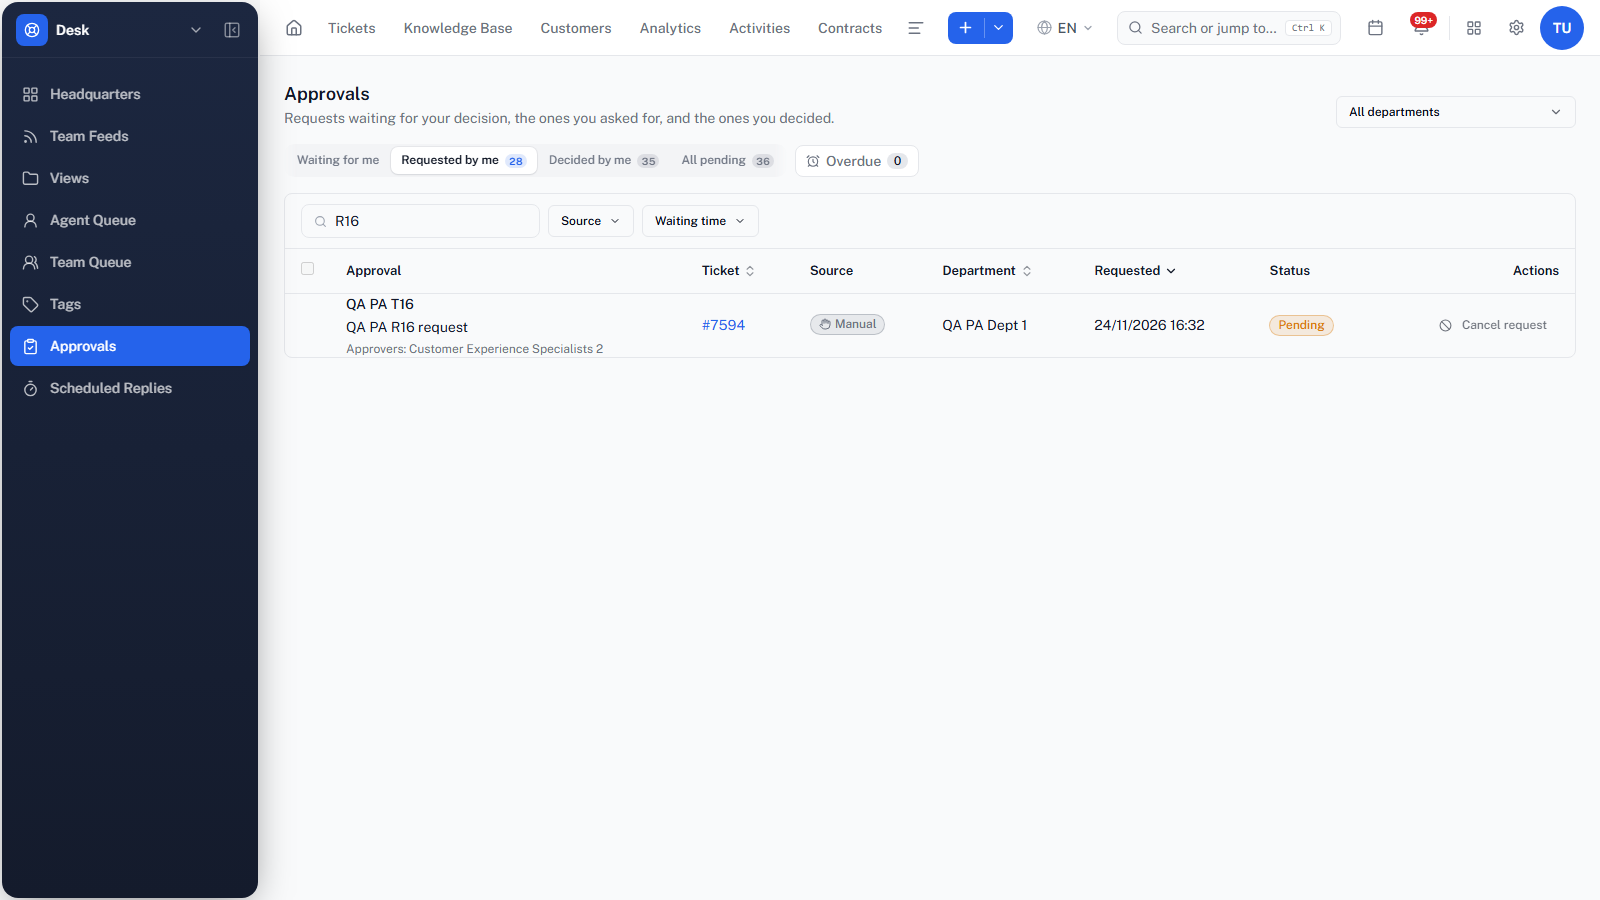 Desk
Headquarters
Team Feeds
Views
Agent Queue
Team Queue
Tags
Approvals
Scheduled Replies
Tickets Knowledge Base Customers Analytics Activities Contracts EN Search or jump to... Ctrl K 99+ TU
Approvals
Requests waiting for your decision, the ones you asked for, and the ones you decided.
All departments
Waiting for me Requested by me 28 Decided by me 35 All pending 36 Overdue 0
R16 Source Waiting time
Approval Ticket Source Department Requested Status Actions
QA PA T16
QA PA R16 request
Approvers: Customer Experience Specialists 2
#7594 Manual QA PA Dept 1 24/11/2026 16:32 Pending Cancel request